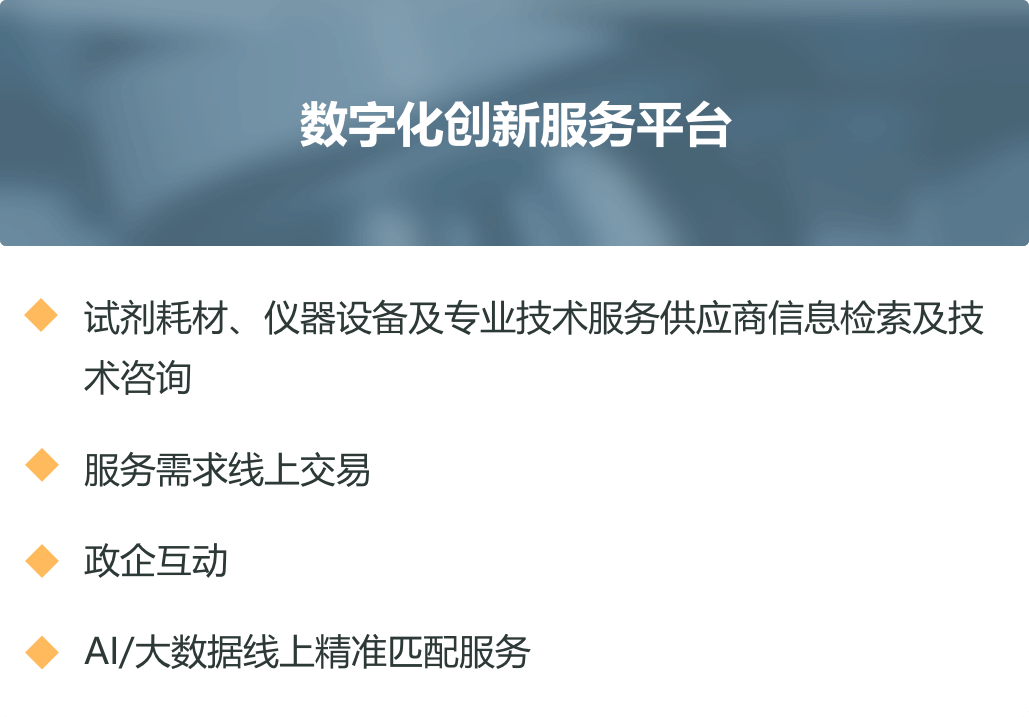 数字化创新服务平台
试剂耗材、仪器设备及专业技术服务供应商信息检索及技
术咨询
服务需求线上交易
政企互动
AI/大数据线上精准匹配服务